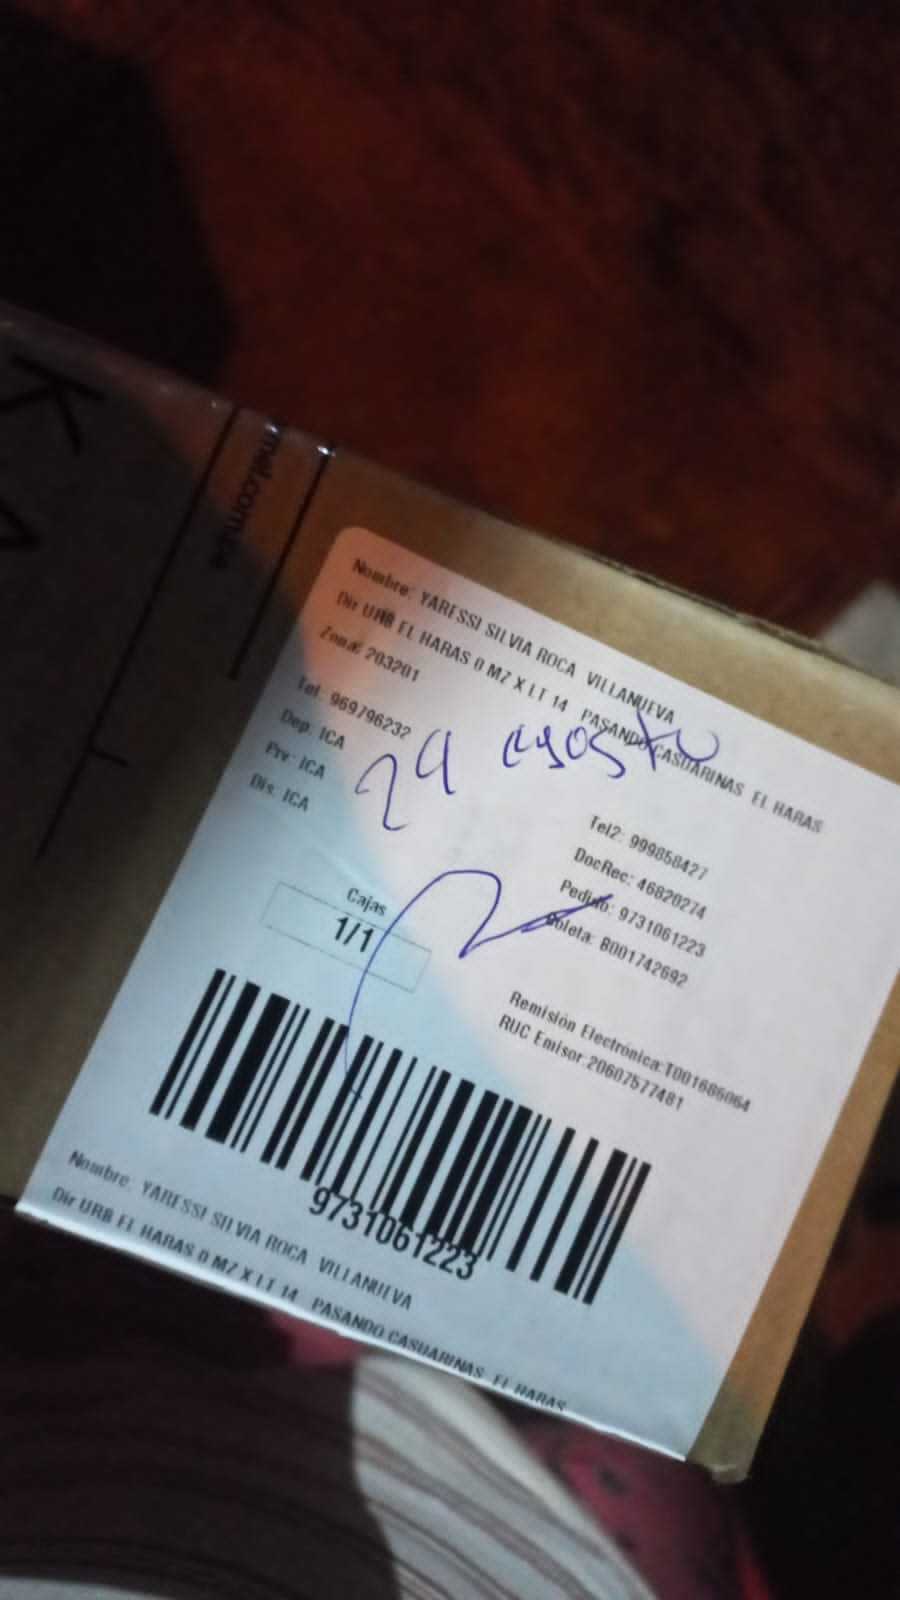 Nombre: YARESSI SILVIA ROCA VILLANUEVA
Dir URB EL HARAS 0 MZ X LT 14 PASANDO CASUARINAS EL HARAS
Zona: 203201
Tel: 969796232
Dep: ICA
Prv: ICA
Dis: ICA
29 agosto
Tel2: 999858427
DocRec: 46820274
Pedido: 9731061223
Boleta: B001742692
Cajas
1/1
Remisión Electrónica:T001686064
RUC Emisor:20607577481
9731061223
Nombre: YARESSI SILVIA ROCA VILLANUEVA
Dir URB EL HARAS 0 MZ X LT 14 PASANDO CASUARINAS EL HARAS